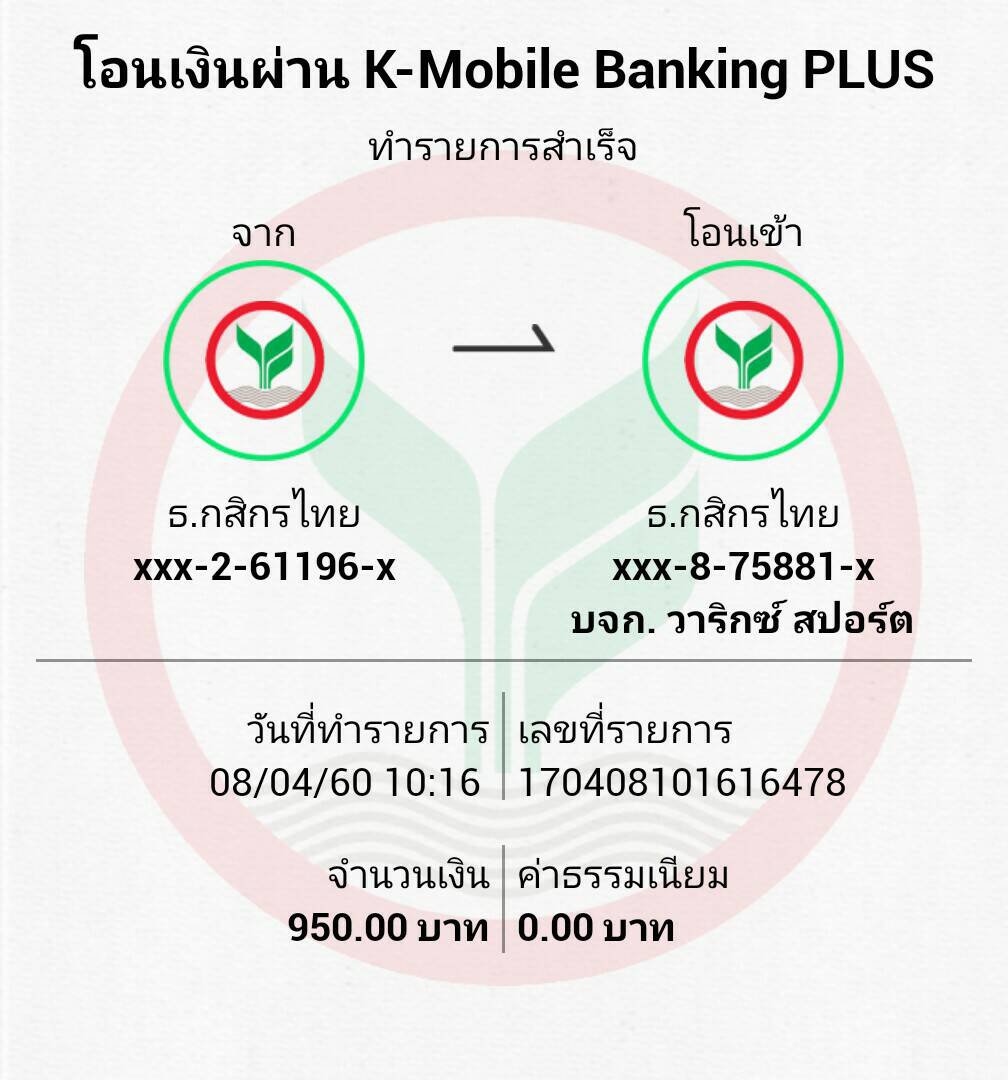 โอนเงินผ่าน K-Mobile Banking PLUS
ทำรายการสำเร็จ
จาก
โอนเข้า
ธ.กสิกรไทย
xxx-2-61196-x
ธ.กสิกรไทย
xxx-8-75881-x
บจก. วาริกซ์ สปอร์ต
วันที่ทำรายการ
08/04/60 10:16
เลขที่รายการ
170408101616478
จำนวนเงิน
950.00 บาท
ค่าธรรมเนียม
0.00 บาท